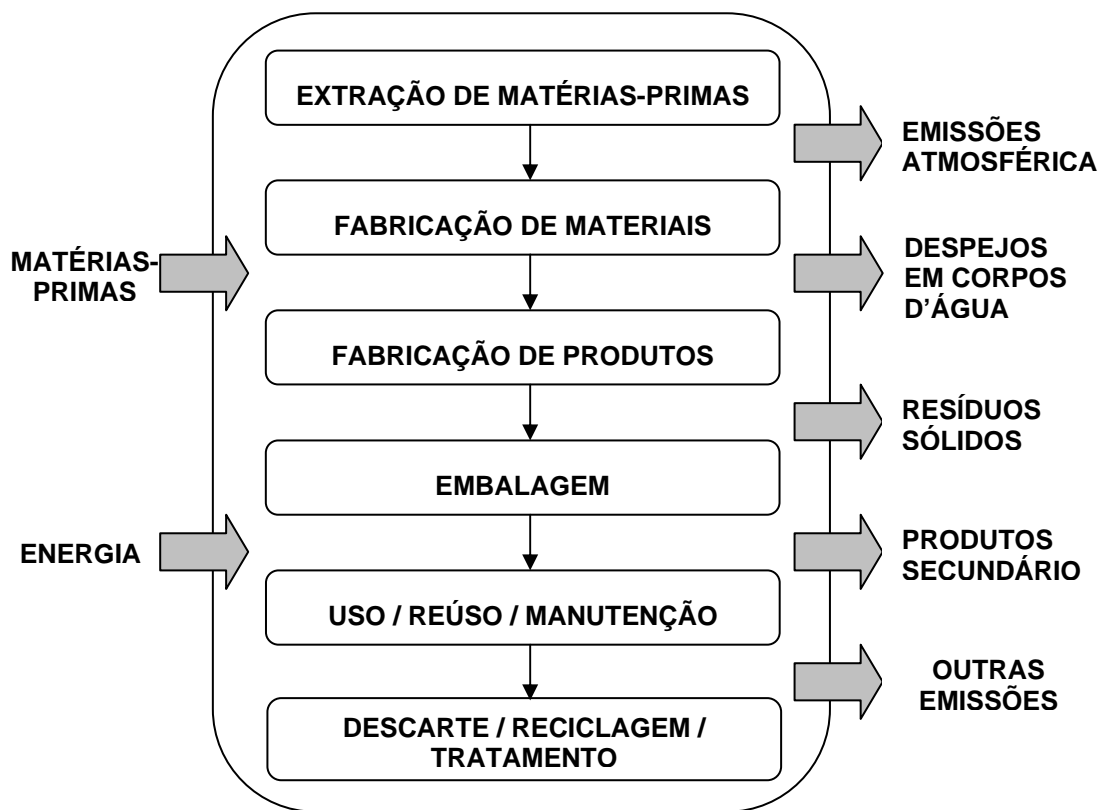 EXTRAÇÃO DE MATÉRIAS-PRIMAS
FABRICAÇÃO DE MATERIAIS
FABRICAÇÃO DE PRODUTOS
EMBALAGEM
USO / REÚSO / MANUTENÇÃO
DESCARTE / RECICLAGEM /
TRATAMENTO
MATÉRIAS-
PRIMAS
ENERGIA
EMISSÕES
ATMOSFÉRICA
DESPEJOS
EM CORPOS
D’ÁGUA
RESÍDUOS
SÓLIDOS
PRODUTOS
SECUNDÁRIO
OUTRAS
EMISSÕES